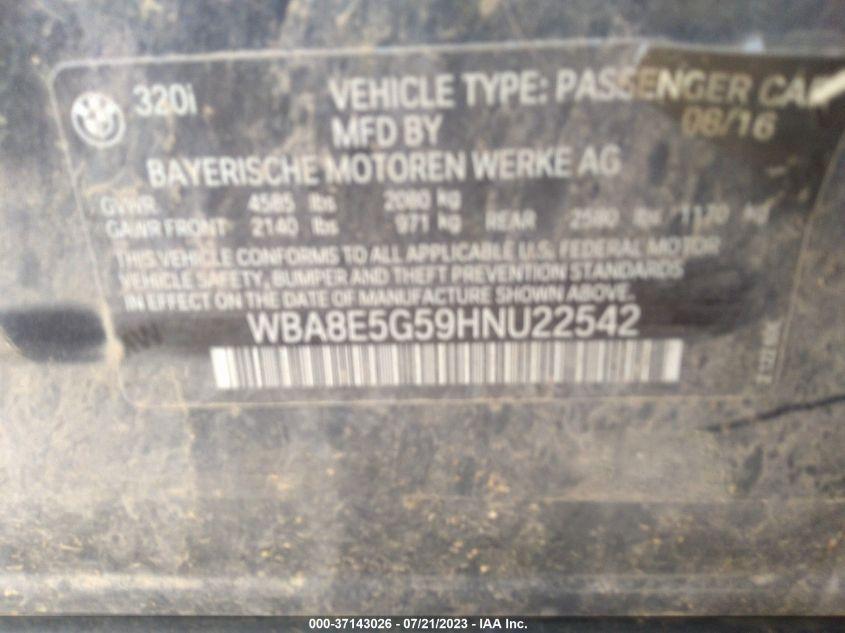 320i VEHICLE TYPE: PASSENGER CAR
MFD BY 08/16
BAYERISCHE MOTOREN WERKE AG
GVWR 4585 lbs 2080 kg
GAWR FRONT 2140 lbs 971 kg REAR 2580 lbs 1170 kg
THIS VEHICLE CONFORMS TO ALL APPLICABLE U.S. FEDERAL MOTOR
VEHICLE SAFETY, BUMPER AND THEFT PREVENTION STANDARDS
IN EFFECT ON THE DATE OF MANUFACTURE SHOWN ABOVE.
WBA8E5G59HNU22542
000-37143026 - 07/21/2023 - IAA Inc.